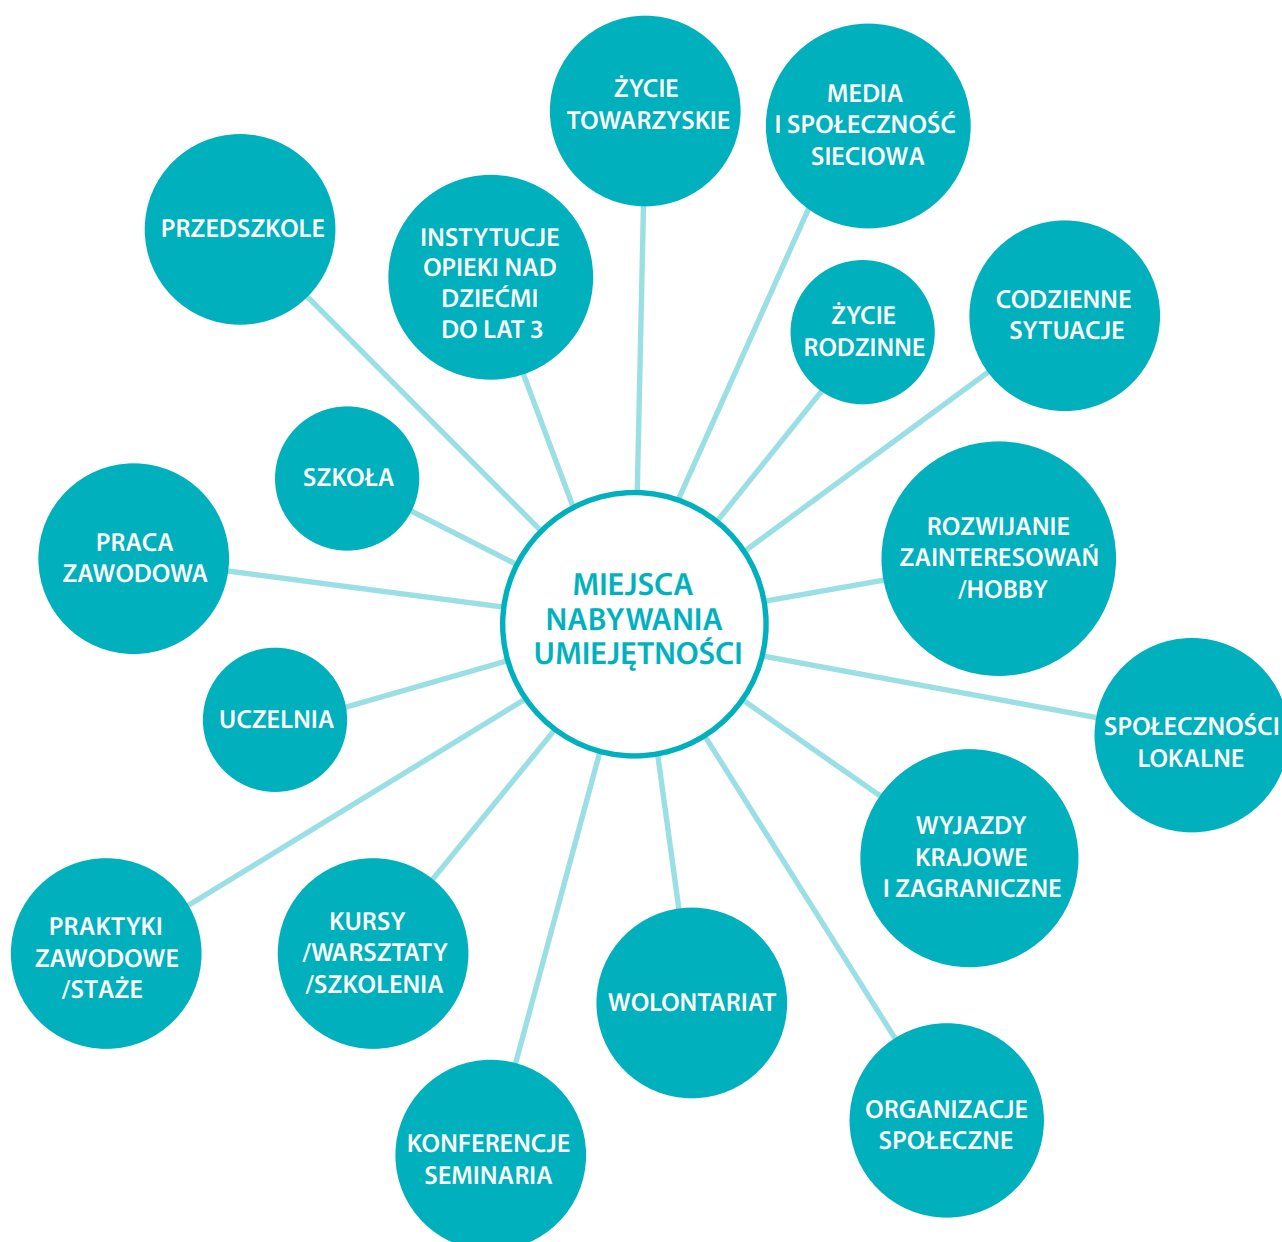 ŻYCIE
TOWARZYSKIE
MEDIA
I SPOŁECZNOŚĆ
SIECIOWA
PRZEDSZKOLE
INSTYTUCJE
OPIEKI NAD
DZIEĆMI
DO LAT 3
ŻYCIE
RODZINNE
CODZIENNE
SYTUACJE
SZKOŁA
PRACA
ZAWODOWA
ROZWIJANIE
ZAINTERESOWAŃ
/HOBBY
MIEJSCA
NABYWANIA
UMIEJĘTNOŚCI
UCZELNIA
SPOŁECZNOŚCI
LOKALNE
WYJAZDY
KRAJOWE
I ZAGRANICZNE
PRAKTYKI
ZAWODOWE
/STAŻE
KURSY
/WARSZTATY
/SZKOLENIA
WOLONTARIAT
ORGANIZACJE
SPOŁECZNE
KONFERENCJE
SEMINARIA